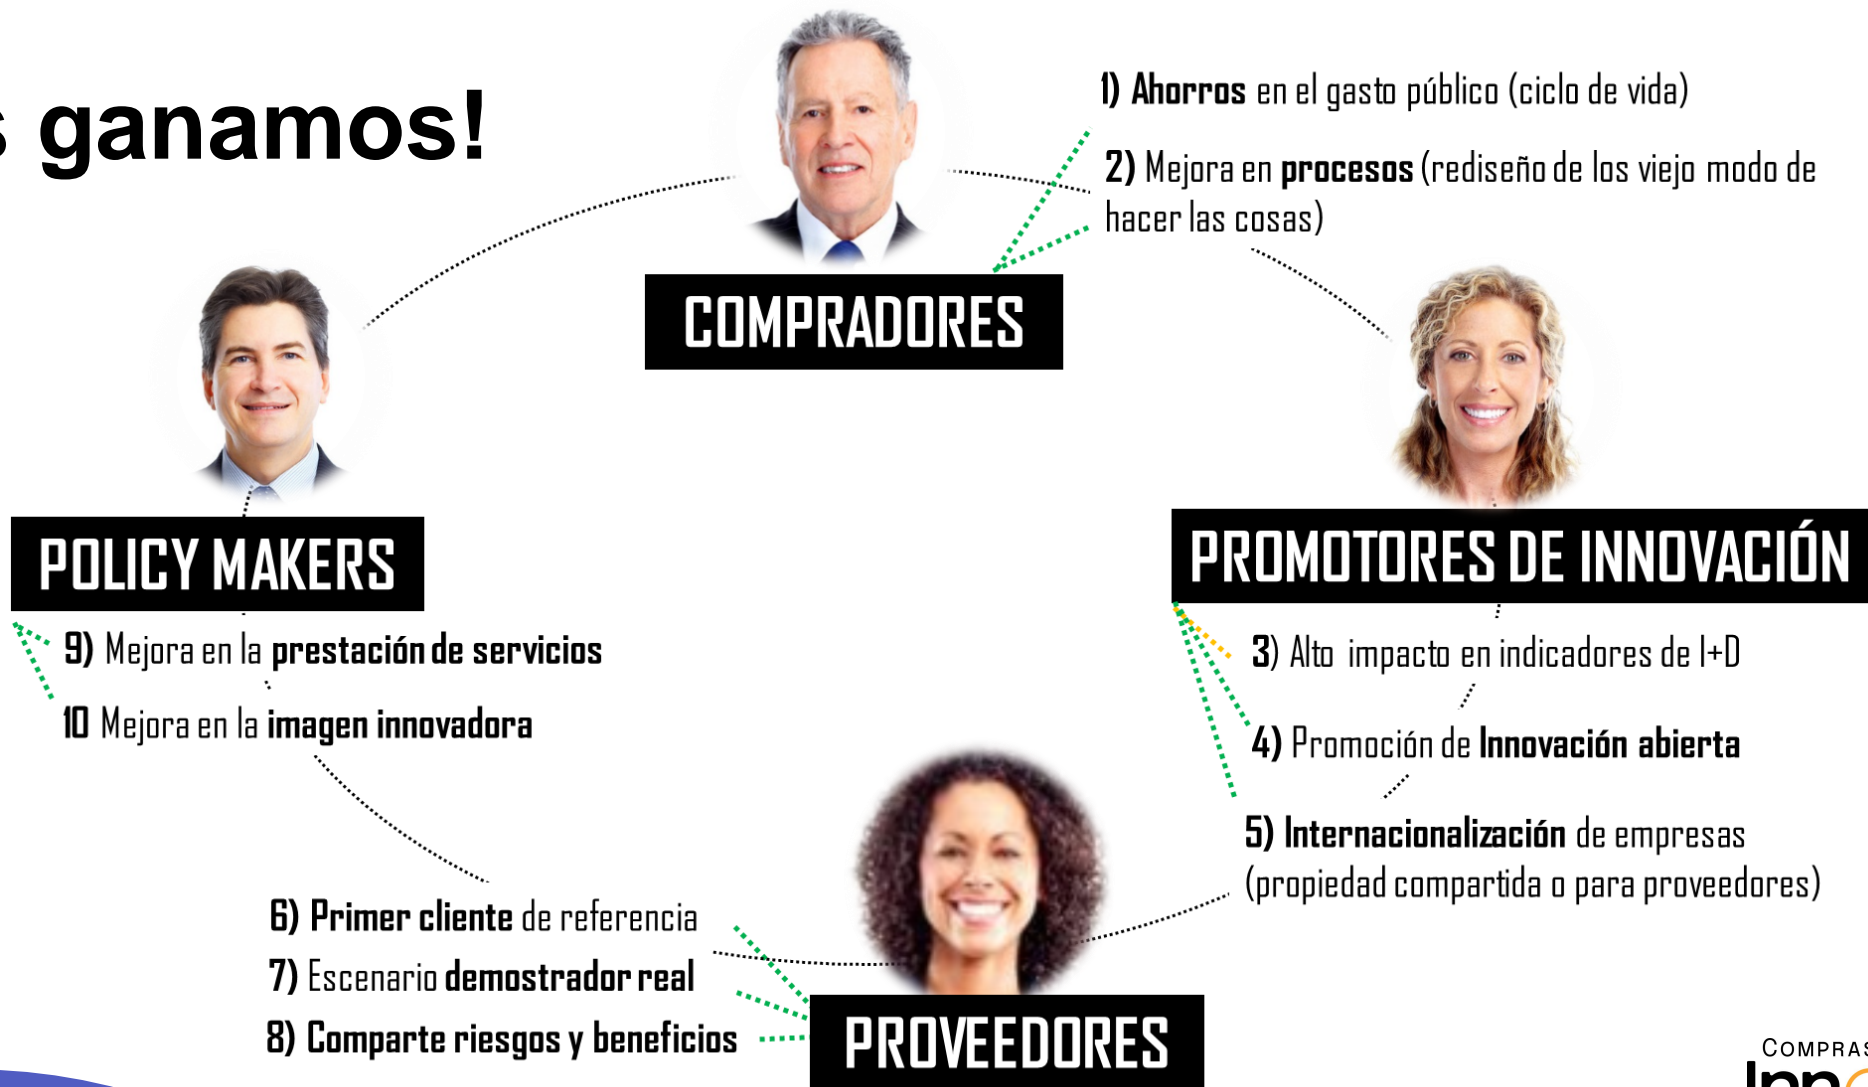 ganamos!
COMPRADORES
1) Ahorros en el gasto público (ciclo de vida)
2) Mejora en procesos (rediseño de los viejo modo de
hacer las cosas)
PROMOTORES DE INNOVACIÓN
3) Alto impacto en indicadores de I+D
4) Promoción de Innovación abierta
5) Internacionalización de empresas
(propiedad compartida o para proveedores)
PROVEEDORES
6) Primer cliente de referencia
7) Escenario demostrador real
8) Comparte riesgos y beneficios
POLICY MAKERS
9) Mejora en la prestación de servicios
10 Mejora en la imagen innovadora
COMPRAS